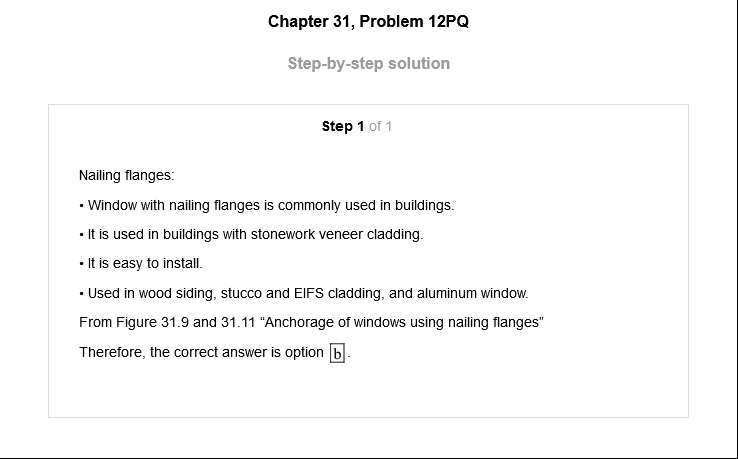 Chapter 31, Problem 12PQ
Step-by-step solution
Step 1 of 1
Nailing flanges:
• Window with nailing flanges is commonly used in buildings.
• It is used in buildings with stonework veneer cladding.
• It is easy to install.
• Used in wood siding, stucco and EIFS cladding, and aluminum window.
From Figure 31.9 and 31.11 “Anchorage of windows using nailing flanges”
Therefore, the correct answer is option b.